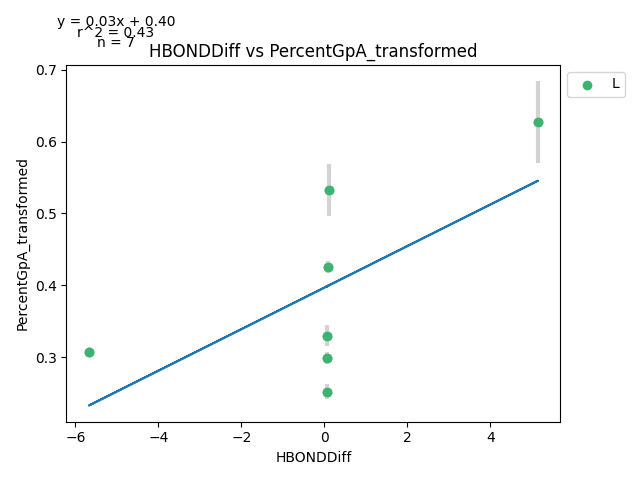 y = 0.03x + 0.40
r^2 = 0.43
n = 7
HBONDDiff vs PercentGpA_transformed
L
PercentGpA_transformed
0.7
0.6
0.5
0.4
0.3
−6
−4
−2
0
2
4
HBONDDiff